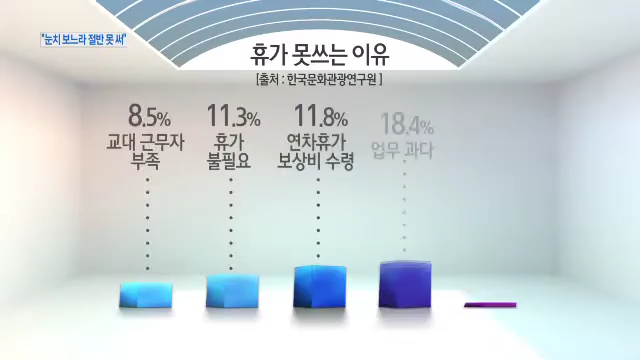 "눈치 보느라 절반 못 써"
휴가 못쓰는 이유
[출처 : 한국문화관광연구원 ]
8.5%
교대 근무자
부족
11.3%
휴가
불필요
11.8%
연차휴가
보상비 수령
18.4%
업무 과다